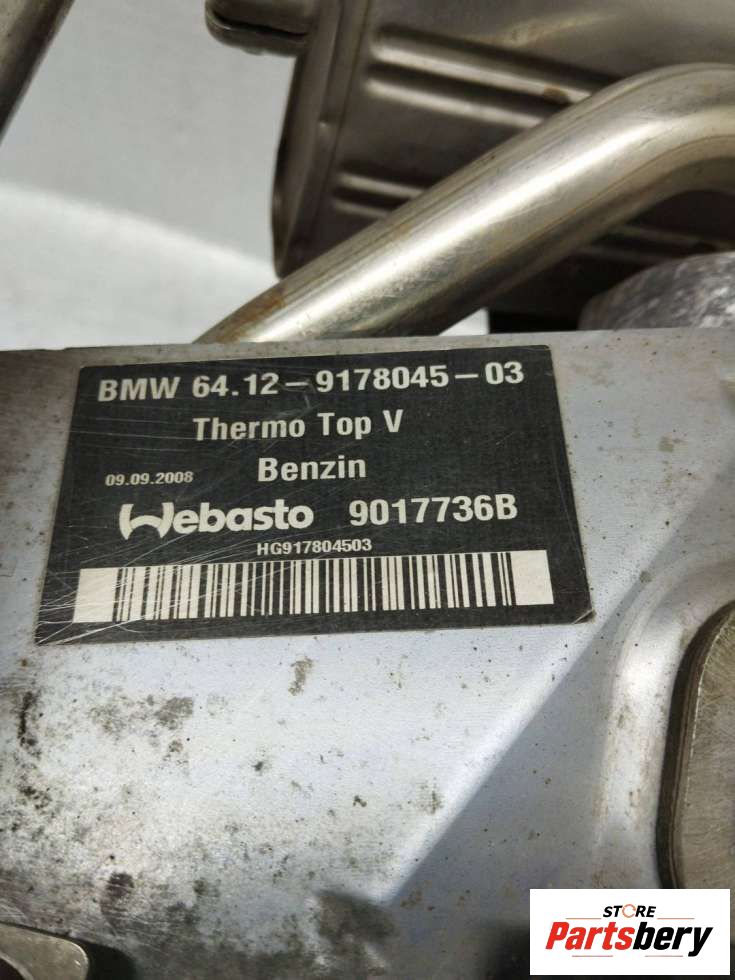 BMW 64.12-9178045-03
Thermo Top V
09.09.2008 Benzin
Webasto 9017736B
HG917804503
STORE
Partsbery